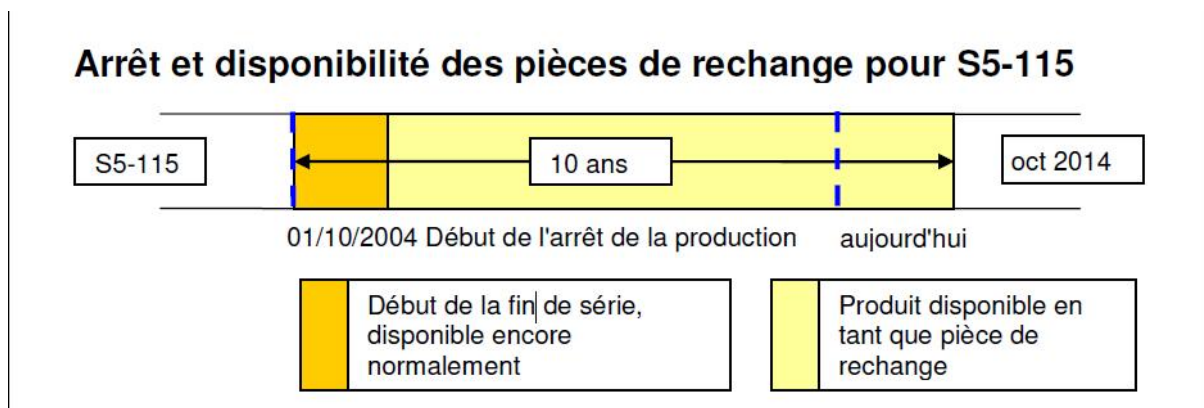 Arrêt et disponibilité des pièces de rechange pour S5-115
S5-115
10 ans
oct 2014
01/10/2004 Début de l'arrêt de la production
aujourd'hui
Début de la fin de série,
disponible encore
normalement
Produit disponible en
tant que pièce de
rechange